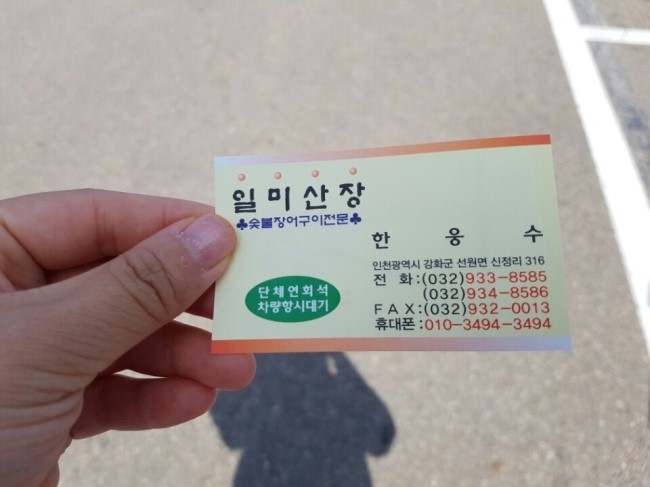 일미산장
♣숯불장어구이전문♣
한 웅 수
인천광역시 강화군 선원면 신정리 316
전 화:(032)933-8585
(032)934-8586
FAX:(032)932-0013
휴대폰:010-3494-3494
단체연회석
차량항시대기